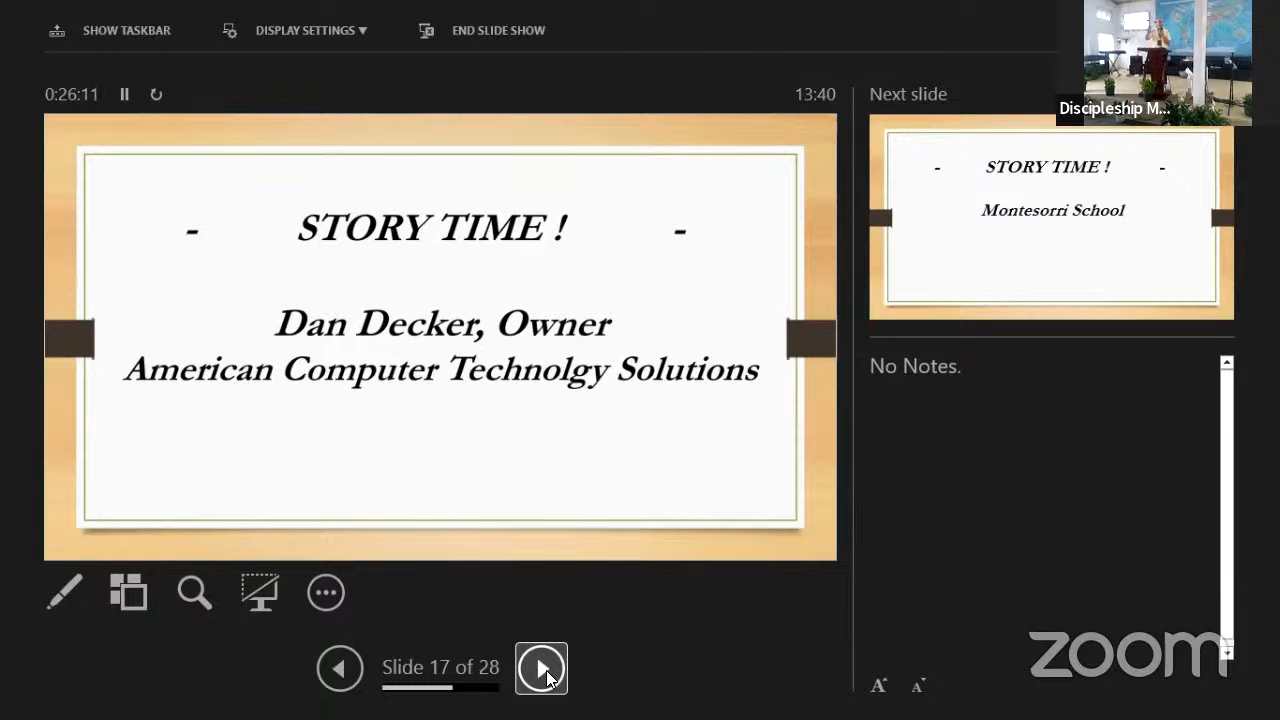 SHOW TASKBAR DISPLAY SETTINGS ▼ END SLIDE SHOW
0:26:11 13:40
- STORY TIME ! -
Dan Decker, Owner
American Computer Technolgy Solutions
Slide 17 of 28
Next slide
Discipleship M...
- STORY TIME ! -
Montesorri School
No Notes.
A A
zoom